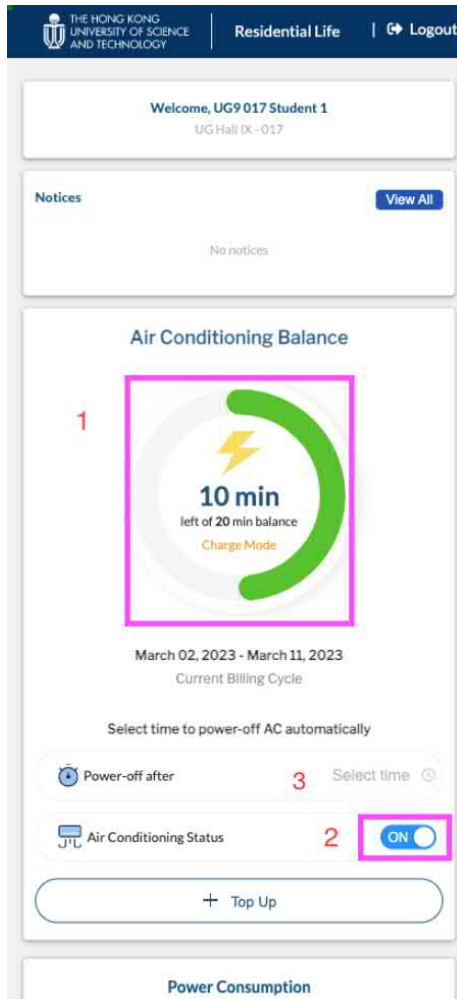 THE HONG KONG
UNIVERSITY OF SCIENCE
AND TECHNOLOGY
Residential Life
Logout
Welcome, UG9 017 Student 1
UG Hall IX - 017
Notices
View All
No notices
Air Conditioning Balance
1
10 min
left of 20 min balance
Charge Mode
March 02, 2023 - March 11, 2023
Current Billing Cycle
Select time to power-off AC automatically
Power-off after
3
Select time
Air Conditioning Status
2
ON
+ Top Up
Power Consumption